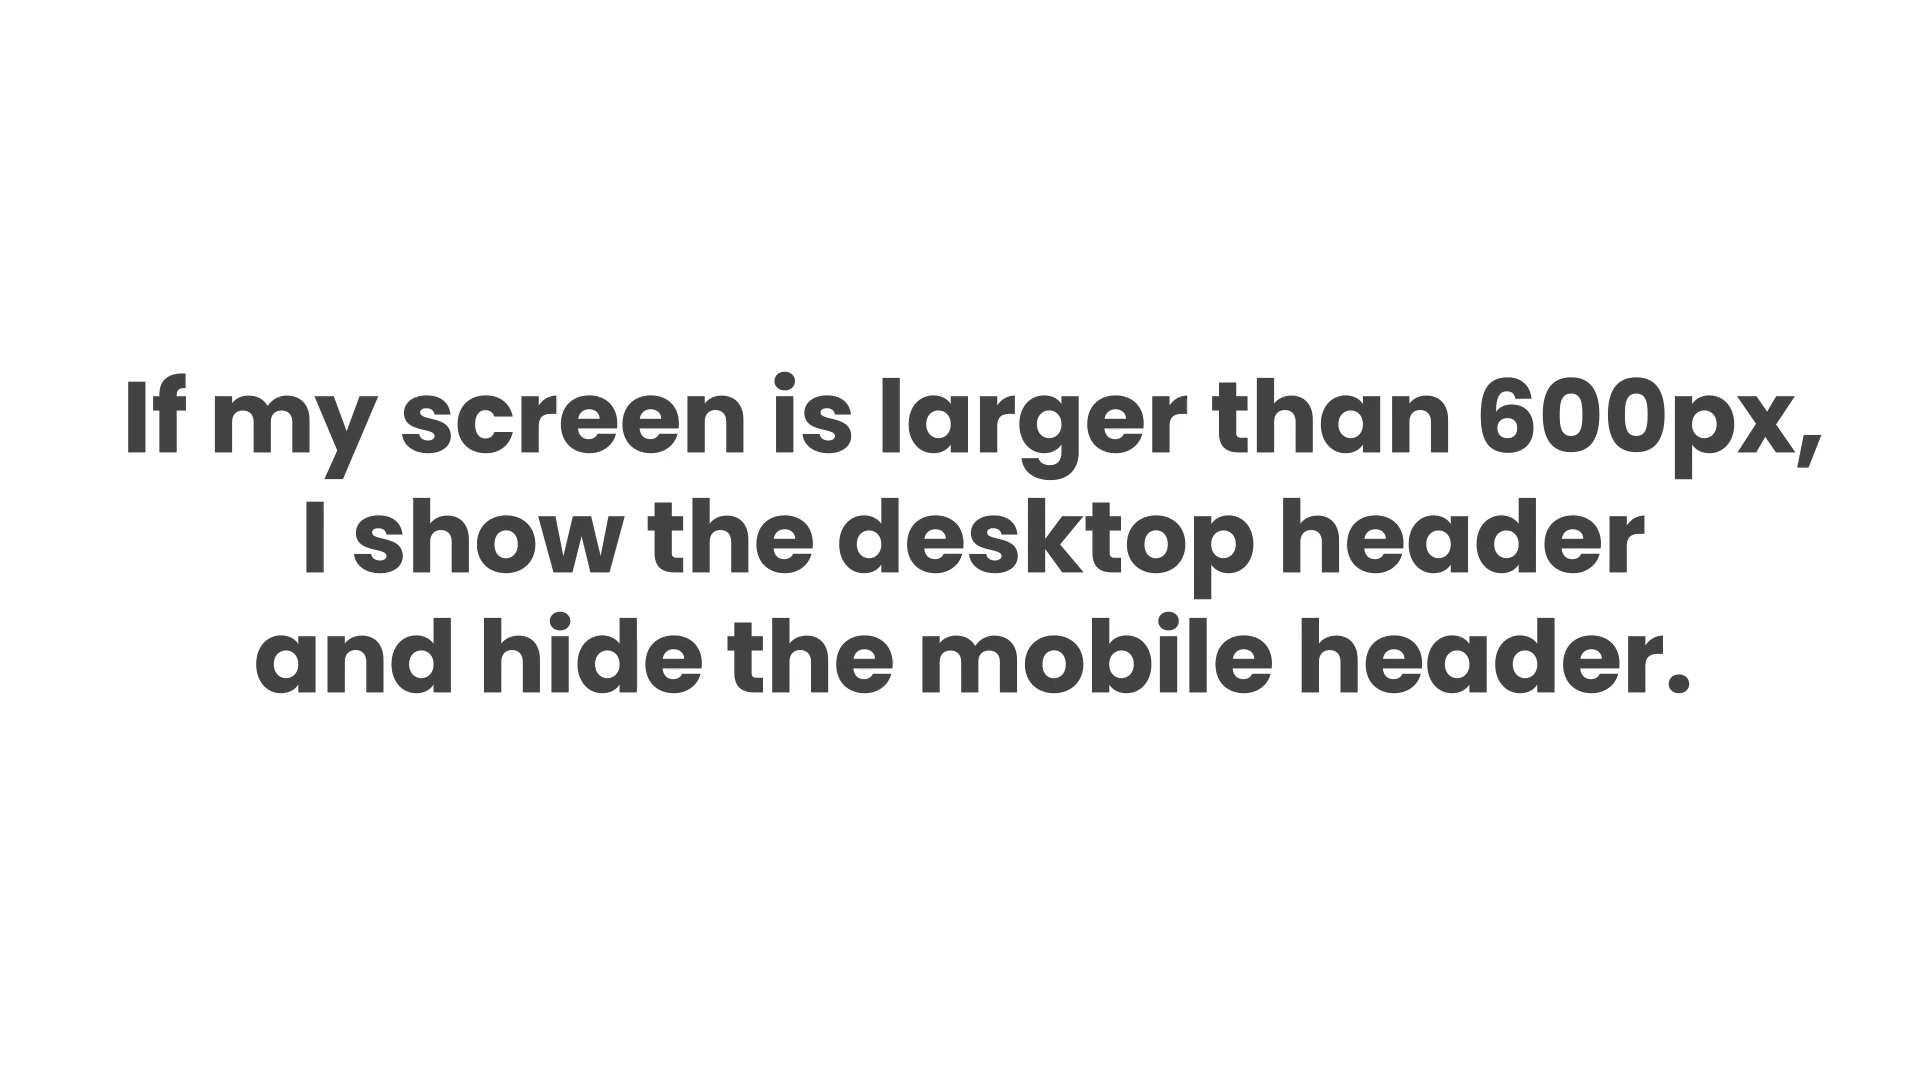 If my screen is larger than 600px,
I show the desktop header
and hide the mobile header.